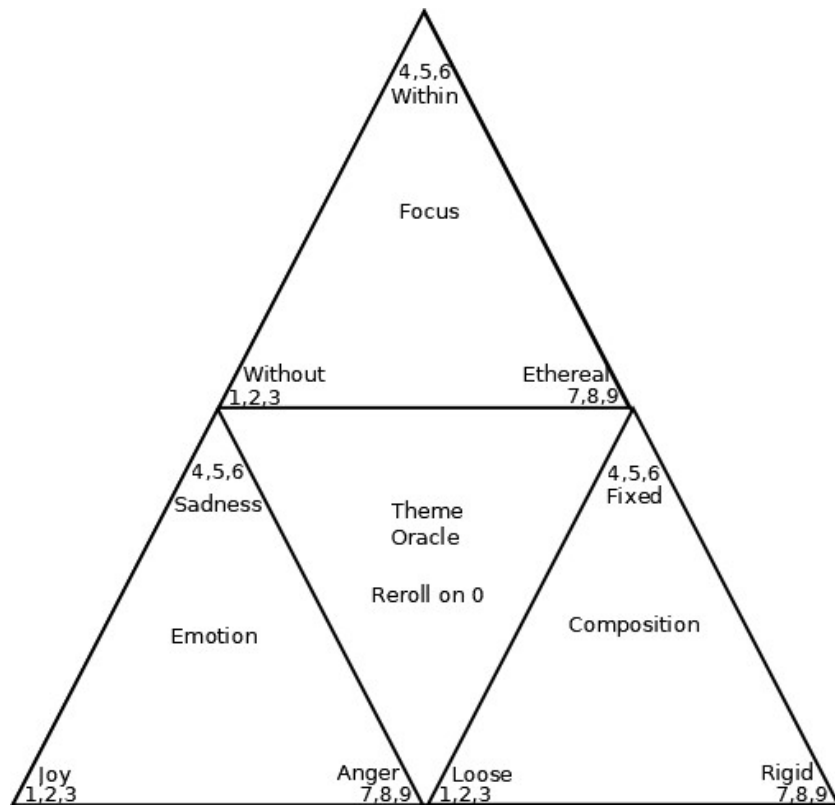 4,5,6
Within
Focus
Without
Ethereal
1,2,3
7,8,9
4,5,6
Sadness
4,5,6
Fixed
Theme
Oracle
Reroll on 0
Emotion
Composition
Joy
1,2,3
Anger
7,8,9
Loose
1,2,3
Rigid
7,8,9